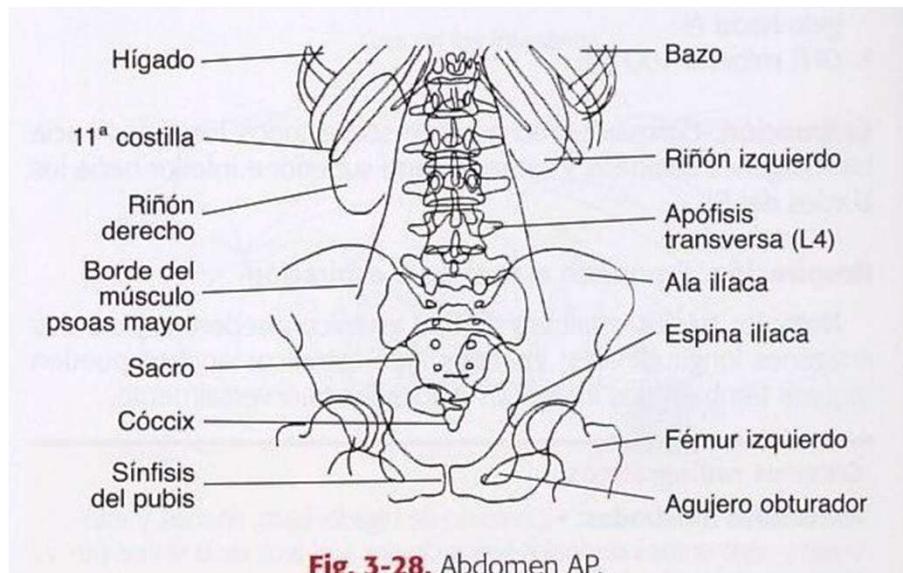 Hígado
11ª costilla
Riñón
derecho
Borde del
músculo
psoas mayor
Sacro
Cóccix
Sínfisis
del pubis
Bazo
Riñón izquierdo
Apófisis
transversa (L4)
Ala ilíaca
Espina ilíaca
Fémur izquierdo
Agujero obturador
Fig. 3-28. Abdomen AP.